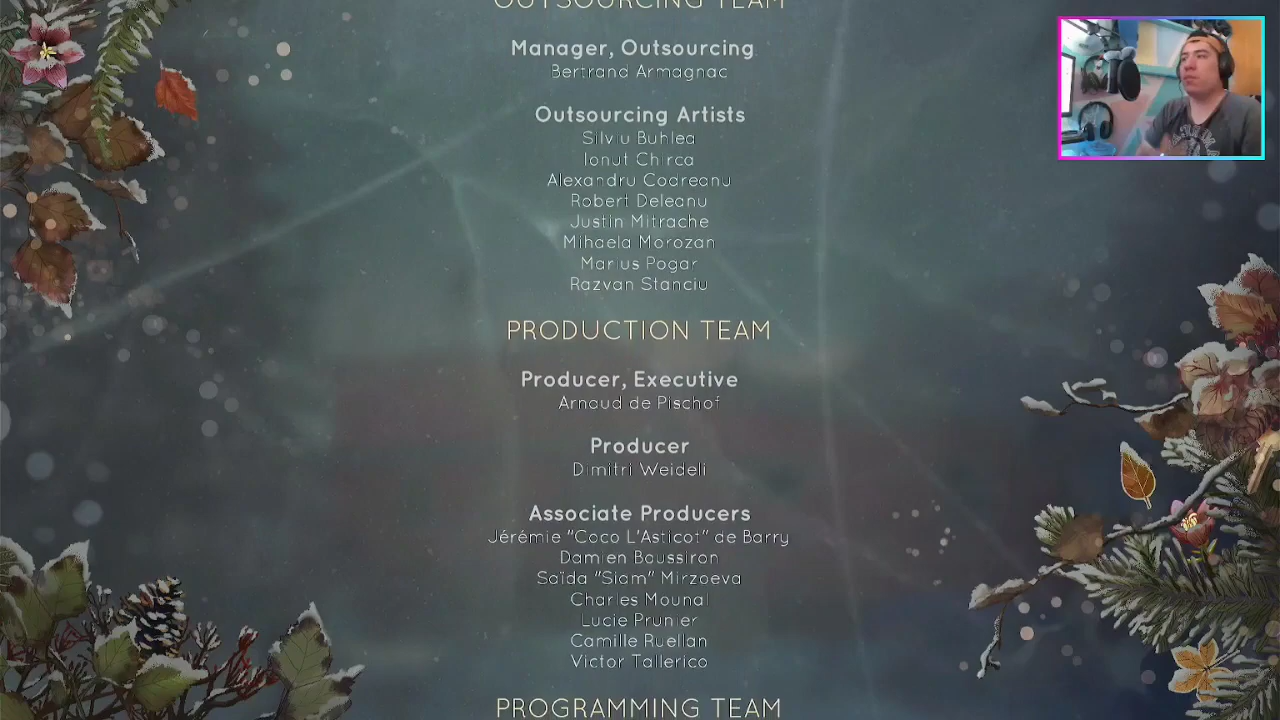 OUTSOURCING TEAM
Manager, Outsourcing
Bertrand Armagnac
Outsourcing Artists
Silviu Buhlea
Ionut Chirca
Alexandru Codreanu
Robert Deleanu
Justin Mitrache
Mihaela Morozan
Marius Pogar
Razvan Stanciu
PRODUCTION TEAM
Producer, Executive
Arnaud de Pischof
Producer
Dimitri Weideli
Associate Producers
Jérémie "Coco L'Asticot" de Barry
Damien Boussiron
Saïda "Siam" Mirzoeva
Charles Mounal
Lucie Prunier
Camille Ruellan
Victor Tallerico
PROGRAMMING TEAM